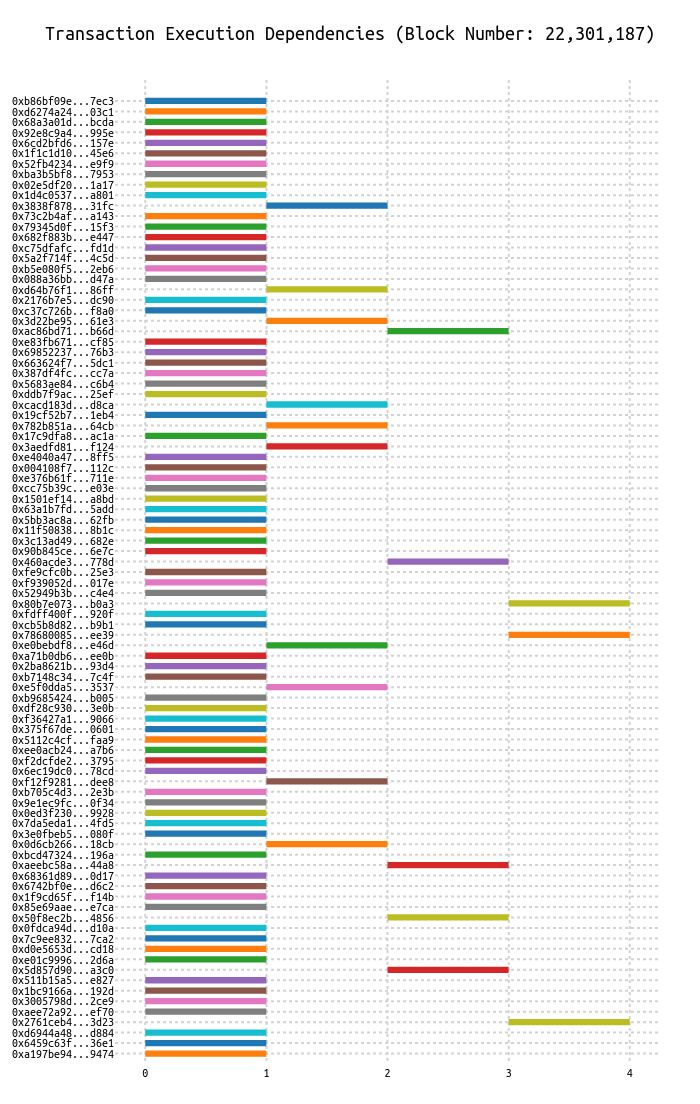 Transaction Execution Dependencies (Block Number: 22,301,187)
0xb86bf09e...7ec3
0xd6274a24...03c1
0x68a3a01d...bcda
0x92e8c9a4...995e
0x6cd2bfd6...157e
0x1f1c1d10...45e6
0x52fb4234...e9f9
0xba3b5bf8...7953
0x02e5df20...1a17
0x1d4c0537...a801
0x3838f878...31fc
0x73c2b4af...a143
0x79345d0f...15f3
0x682f883b...e447
0xc75dfafc...fd1d
0x5a2f714f...4c5d
0xb5e080f5...2eb6
0x088a36bb...d47a
0xd64b76f1...86ff
0x2176b7e5...dc90
0xc37c726b...f8a0
0x3d22be95...61e3
0xac86bd71...b66d
0xe83fb671...cf85
0x69852237...76b3
0x663624f7...5dc1
0x387df4fc...cc7a
0x5683ae84...c6b4
0xddb7f9ac...25ef
0xcacd183d...d8ca
0x19cf52b7...1eb4
0x782b851a...64cb
0x17c9dfa8...ac1a
0x3aedfd81...f124
0xe4040a47...8ff5
0x004108f7...112c
0xe376b61f...711e
0xcc75b39c...e03e
0x1501ef14...a8bd
0x63a1b7fd...5add
0x5bb3ac8a...62fb
0x11f50838...8b1c
0x3c13ad49...682e
0x90b845ce...6e7c
0x460acde3...778d
0xfe9cfc0b...25e3
0xf939052d...017e
0x52949b3b...c4e4
0x80b7e073...b0a3
0xfdff400f...920f
0xcb5b8d82...b9b1
0x78680085...ee39
0xe0bebdf8...e46d
0xa71b0db6...ee0b
0x2ba8621b...93d4
0xb7148c34...7c4f
0xe5f0dda5...3537
0xb9685424...b005
0xdf28c930...3e0b
0xf36427a1...9066
0x375f67de...0601
0x5112c4cf...faa9
0xee0acb24...a7b6
0xf2dcfde2...3795
0x6ec19dc0...78cd
0xf12f9281...dee8
0xb705c4d3...2e3b
0x9e1ec9fc...0f34
0x0ed3f230...9928
0x7da5eda1...4fd5
0x3e0fbeb5...080f
0x0d6cb266...18cb
0xbcd47324...196a
0xaeebc58a...44a8
0x68361d89...0d17
0x6742bf0e...d6c2
0x1f9cd65f...f14b
0x85e69aae...e7ca
0x50f8ec2b...4856
0x0fdca94d...d10a
0x7c9ee832...7ca2
0xd0e5653d...cd18
0xe01c9996...2d6a
0x5d857d90...a3c0
0x511b15a5...e827
0x1bc9166a...192d
0x3005798d...2ce9
0xaee72a92...ef70
0x2761ceb4...3d23
0xd6944a48...d884
0x6459c63f...36e1
0xa197be94...9474
0 1 2 3 4